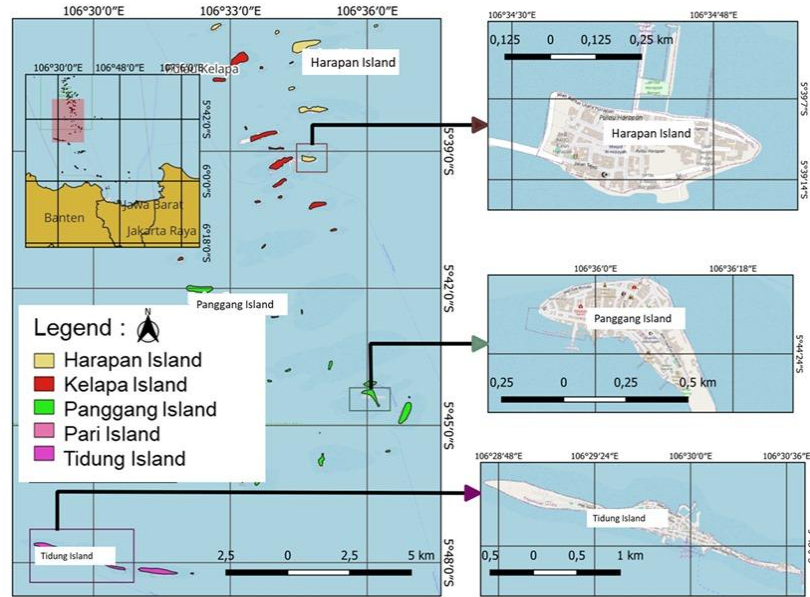 106°30'0"E 106°33'0"E 106°36'0"E
Harapan Island
Kelapa
106°30'0"E 106°48'0"E
5°42'0"S
6°0'0"S
6°18'0"S
Banten
Jawa Barat
Jakarta Raya
5°39'0"S
5°42'0"S
5°45'0"S
5°48'0"S
Panggang Island
Legend :
N
Harapan Island
Kelapa Island
Panggang Island
Pari Island
Tidung Island
Tidung Island
2,5 0 2,5 5 km
106°34'30"E 106°34'48"E
0,125 0 0,125 0,25 km
Pulau Harapan
Harapan Island
5°39'7"S
5°39'14"S
106°36'0"E 106°36'18"E
Panggang Island
5°44'24"S
0,25 0 0,25 0,5 km
106°28'48"E 106°29'24"E 106°30'0"E 106°30'36"E
Tidung Island
0,5 0 0,5 1 km